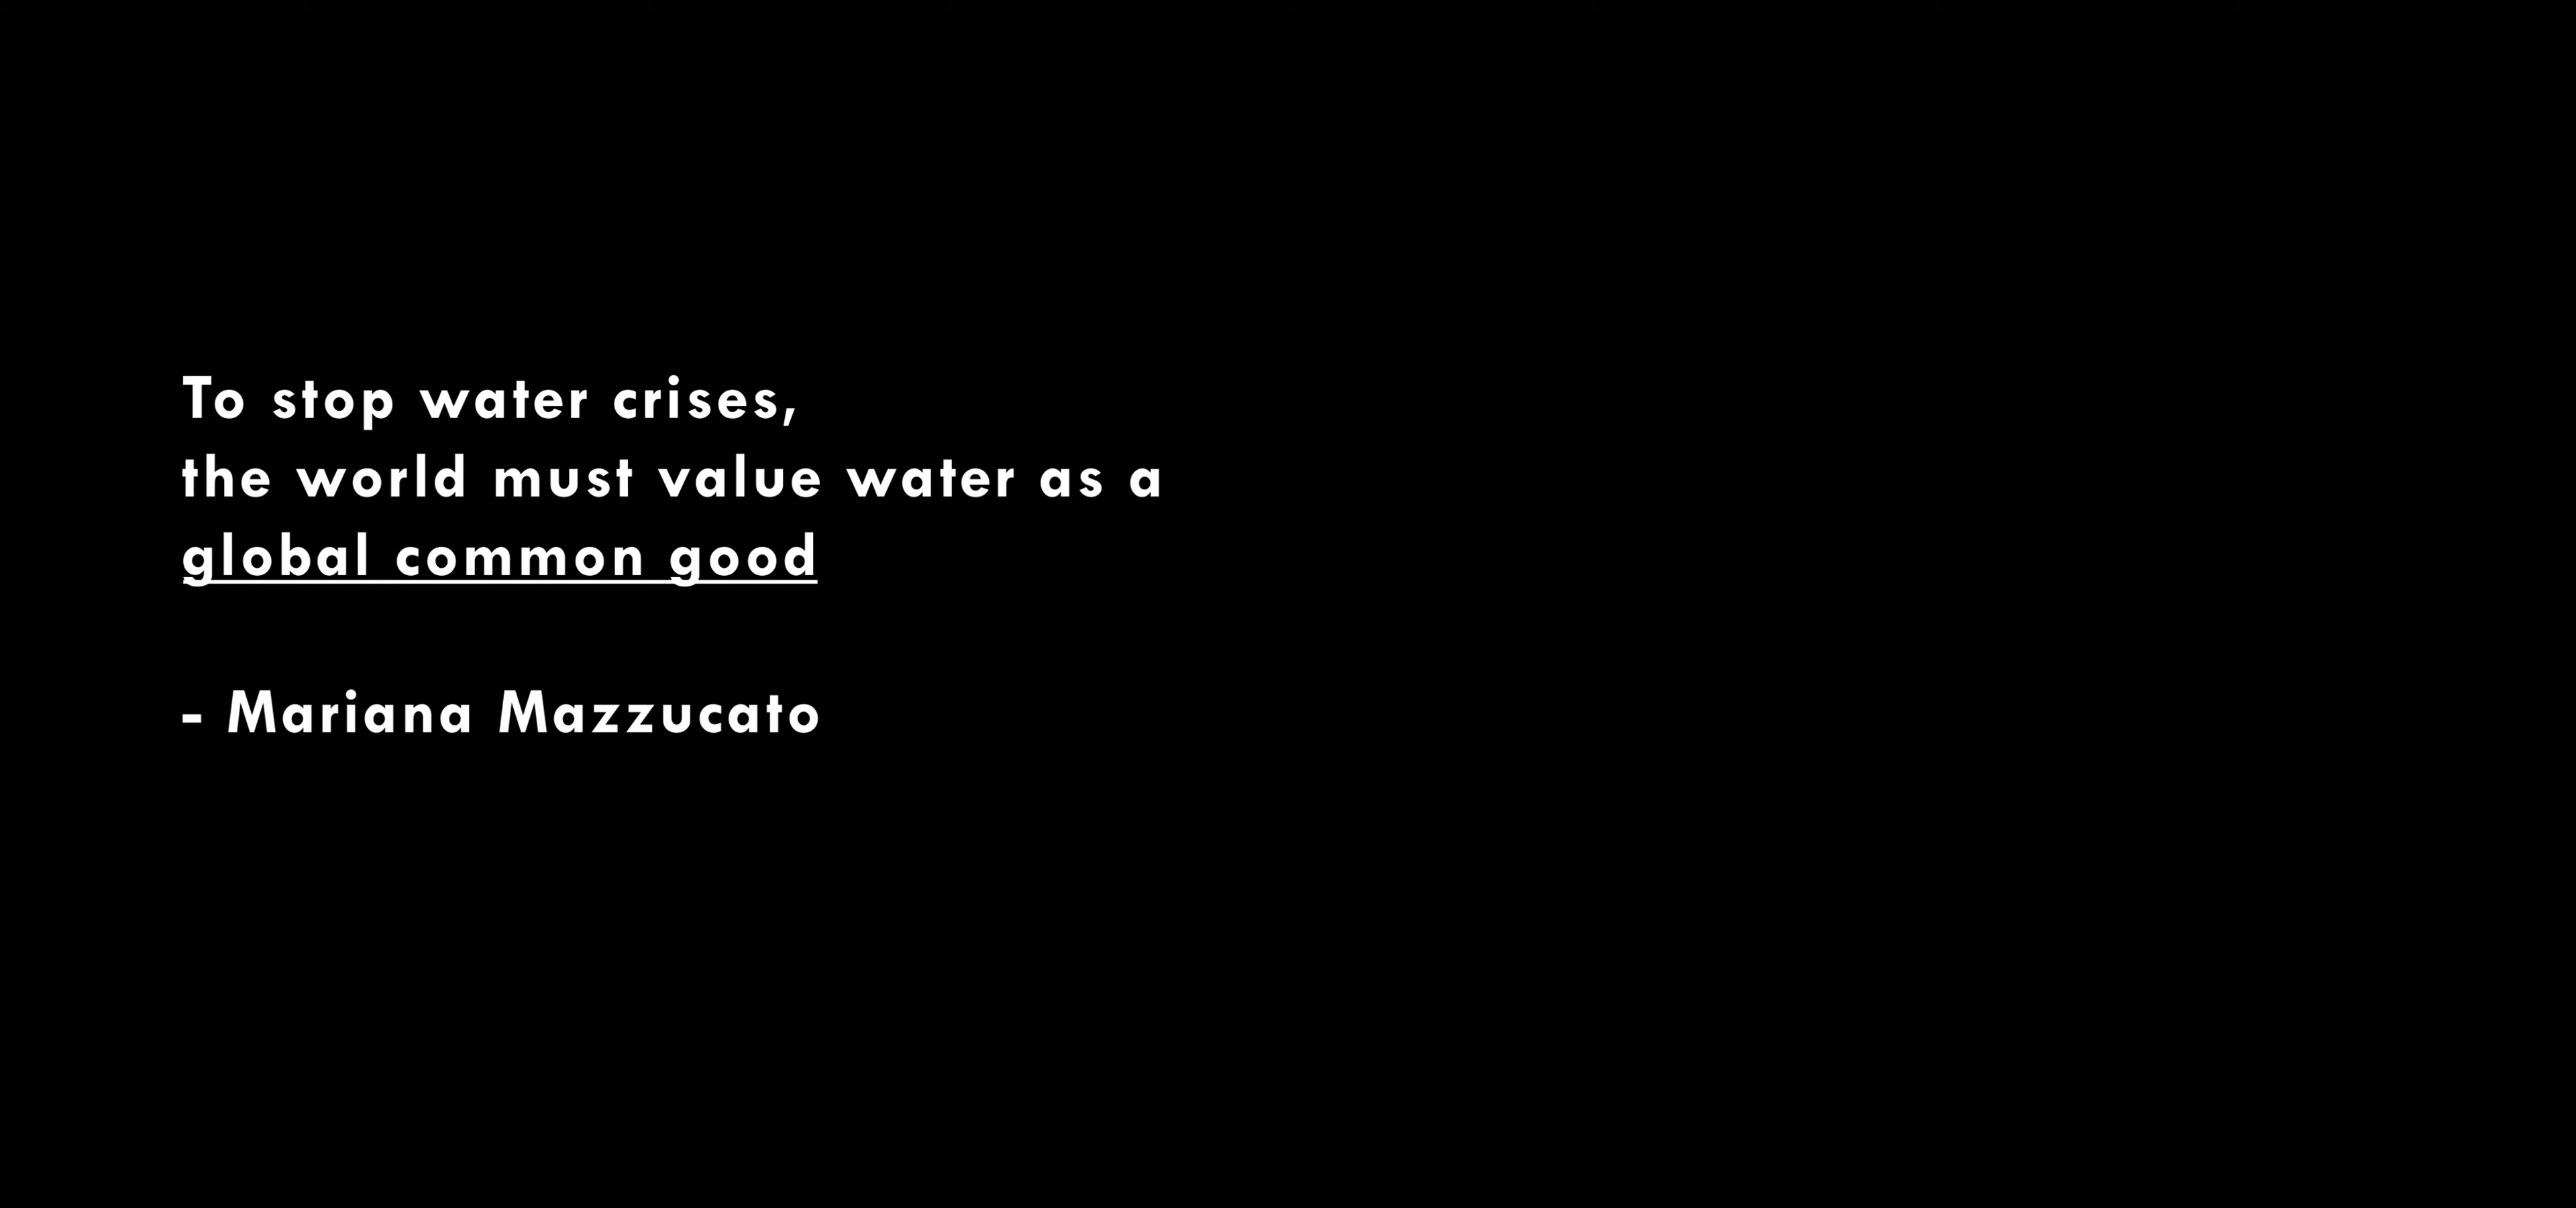 To stop water crises,
the world must value water as a
global common good
- Mariana Mazzucato